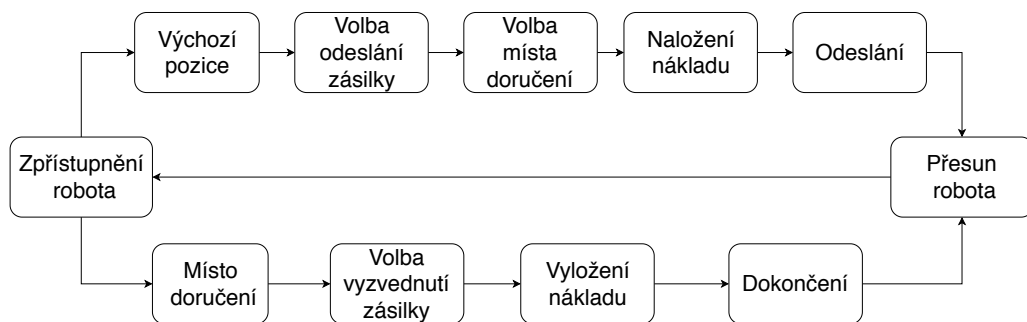 Výchozí
pozice
Volba
odeslání
zásilky
Volba
místa
doručení
Naložení
nákladu
Odeslání
Zpřístupnění
robota
Přesun
robota
Místo
doručení
Volba
vyzvednutí
zásilky
Vyložení
nákladu
Dokončení